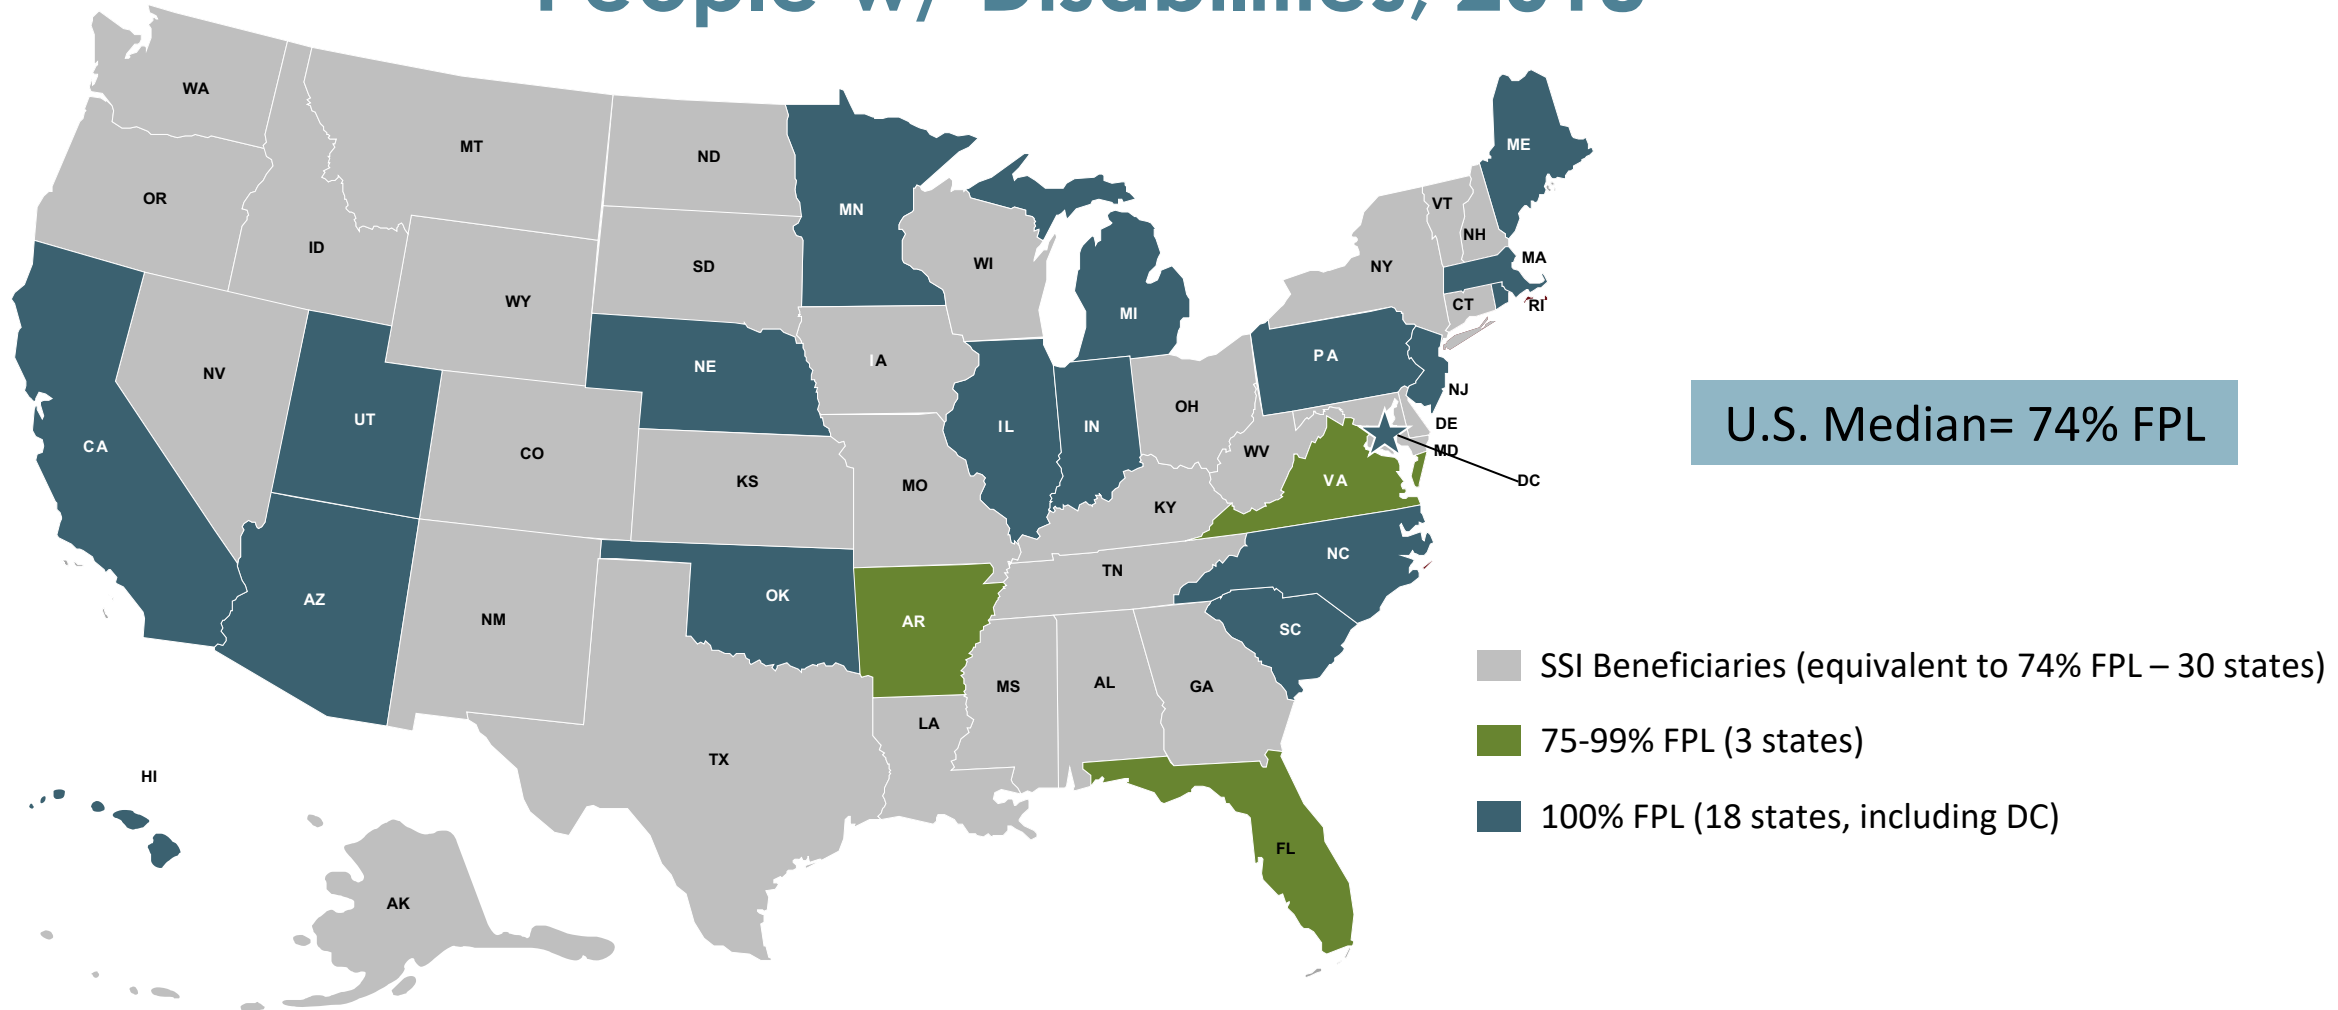 People w/ Disabilities, 2018
WA
MT
ND
MN
ME
OR
ID
SD
WI
VT
NH
NY
MA
WY
MI
CT
RI
NV
UT
NE
IA
PA
NJ
CA
CO
KS
MO
IL
IN
OH
WV
VA
DE
MD
DC
KY
AZ
NM
OK
AR
TN
NC
SC
MS
AL
GA
LA
TX
HI
AK
FL
U.S. Median= 74% FPL
SSI Beneficiaries (equivalent to 74% FPL – 30 states)
75-99% FPL (3 states)
100% FPL (18 states, including DC)